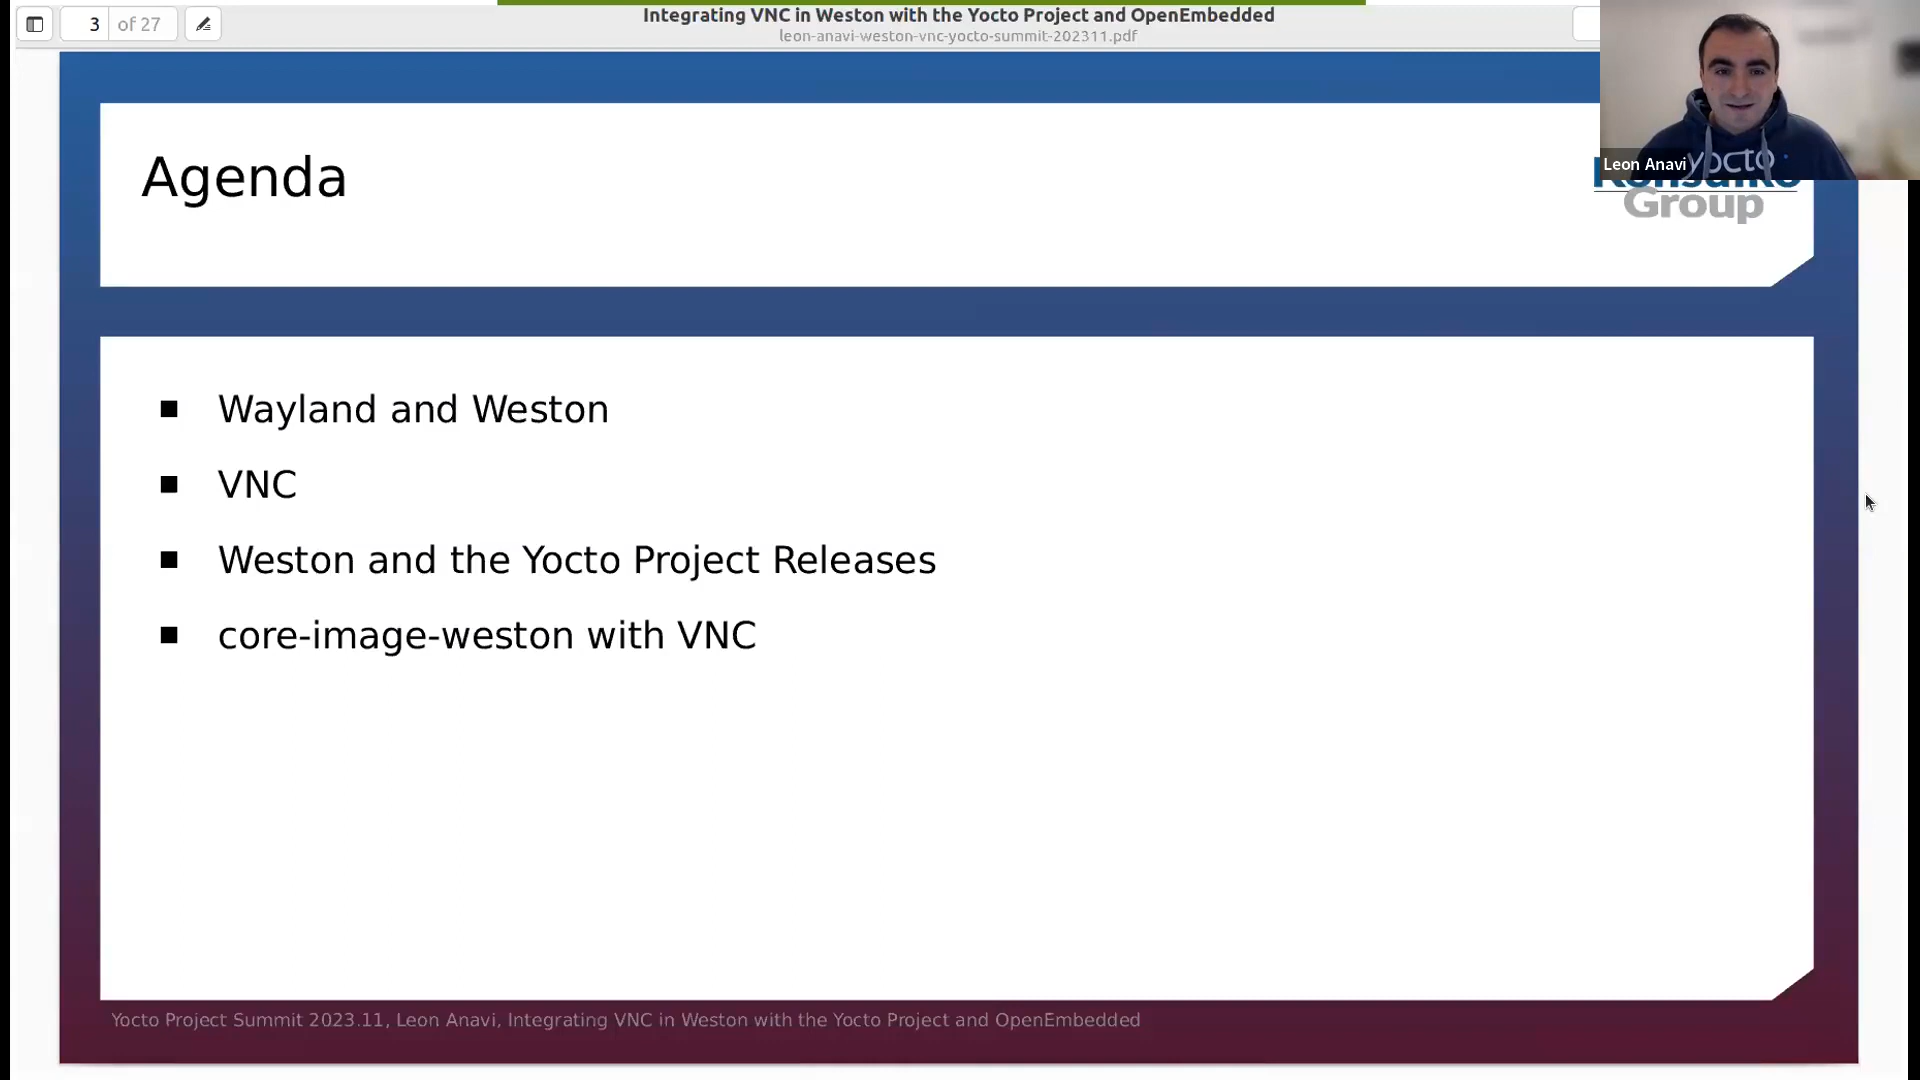 3 of 27
Integrating VNC in Weston with the Yocto Project and OpenEmbedded
leon-anavi-weston-vnc-yocto-summit-202311.pdf
yocto
Leon Anavi
Agenda
Group
Wayland and Weston
VNC
Weston and the Yocto Project Releases
core-image-weston with VNC
Yocto Project Summit 2023.11, Leon Anavi, Integrating VNC in Weston with the Yocto Project and OpenEmbedded